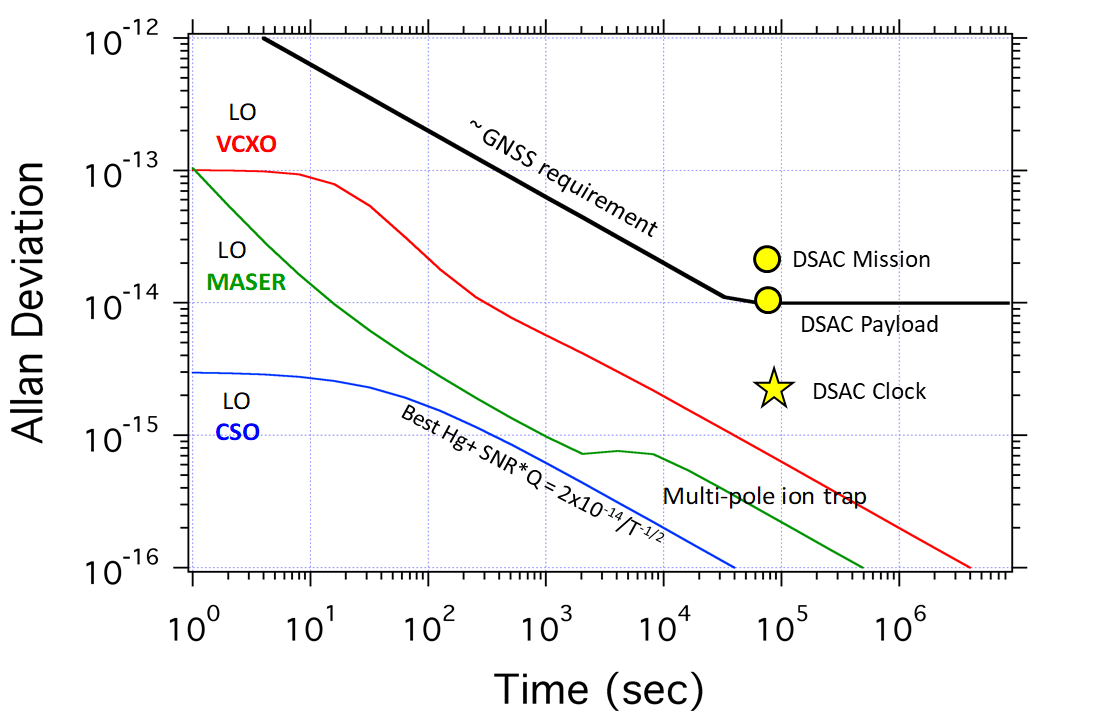 Allan Deviation
10⁻¹²
10⁻¹³
10⁻¹⁴
10⁻¹⁵
10⁻¹⁶
LO
VCXO
LO
MASER
LO
CSO
~ GNSS requirement
DSAC Mission
DSAC Payload
DSAC Clock
Best Hg+ SNR*Q = 2x10⁻¹⁴/T⁻¹/²
Multi-pole ion trap
10⁰ 10¹ 10² 10³ 10⁴ 10⁵ 10⁶
Time (sec)